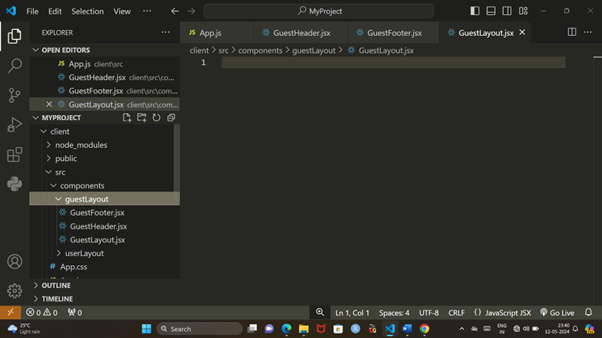 File Edit Selection View ... MyProject
EXPLORER ...
App.js GuestHeader.jsx GuestFooter.jsx GuestLayout.jsx
client > src > components > guestLayout > GuestLayout.jsx
1
OPEN EDITORS
App.js client\src
GuestHeader.jsx client\src\co...
GuestFooter.jsx client\src\com...
GuestLayout.jsx client\src\com...
MYPROJECT
client
node_modules
public
src
components
guestLayout
GuestFooter.jsx
GuestHeader.jsx
GuestLayout.jsx
userLayout
App.css
OUTLINE
TIMELINE
0 0 0 Ln 1, Col 1 Spaces: 4 UTF-8 CRLF {} JavaScript JSX Go Live
25°C
Light rain
Search
ENG
IN
23:40
12-05-2024